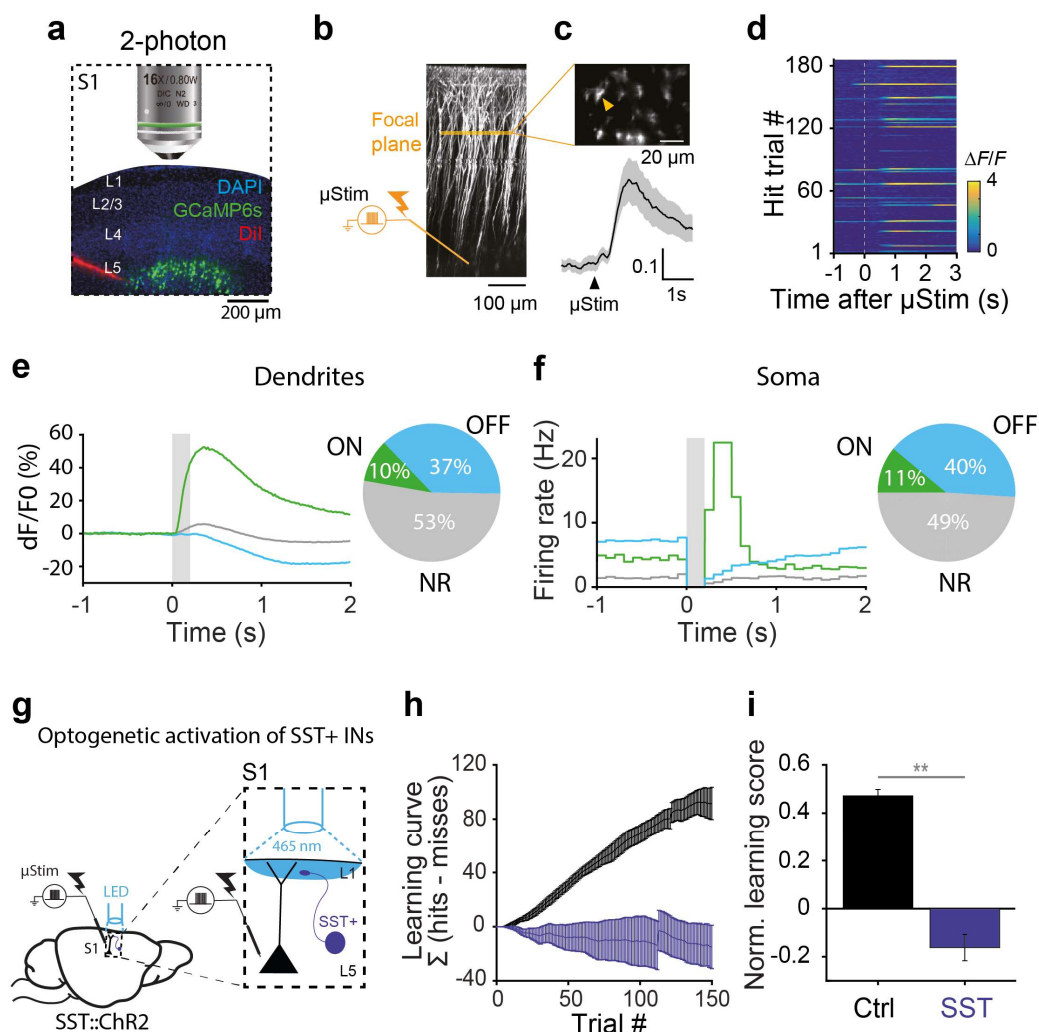 a
2-photon
S1
16X/0.80W
DIC N2
L1
L2/3
L4
L5
DAPI
GCaMP6s
DiI
200 µm
b
Focal
plane
µStim
100 µm
c
20 µm
0.1
1s
µStim
d
Hit trial #
180
120
60
1
-1 0 1 2 3
Time after µStim (s)
ΔF/F
4
0
e
Dendrites
dF/F0 (%)
60
40
20
0
-20
-1 0 1 2
Time (s)
ON
OFF
10%
37%
53%
NR
f
Soma
Firing rate (Hz)
20
10
0
-1 0 1 2
Time (s)
ON
OFF
11%
40%
49%
NR
g
Optogenetic activation of SST+ INs
S1
µStim
LED
S1
SST::ChR2
465 nm
L1
SST+
L5
h
Learning curve
Σ (hits - misses)
120
80
40
0
-40
0 50 100 150
Trial #
i
Norm. learning score
0.6
0.4
0.2
0
-0.2
**
Ctrl SST